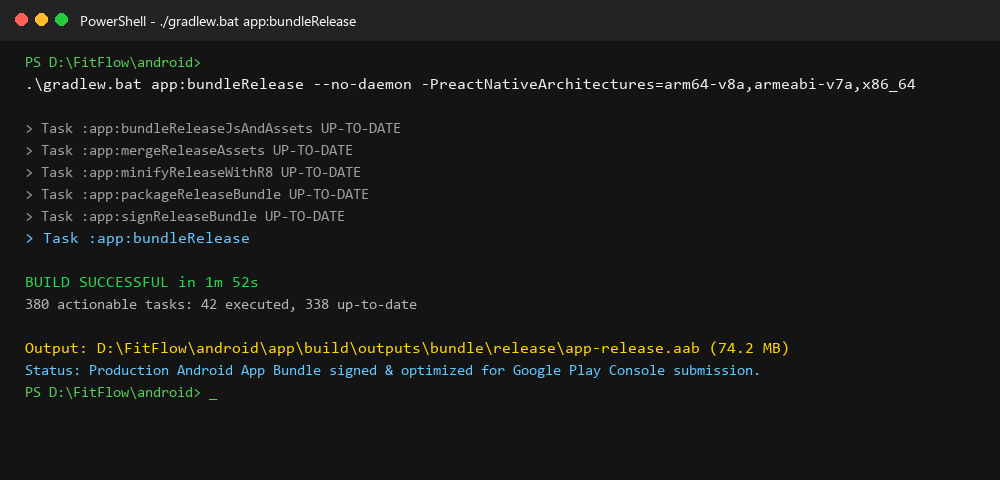 PowerShell - ./gradlew.bat app:bundleRelease
PS D:\FitFlow\android>
.\gradlew.bat app:bundleRelease --no-daemon -PreactNativeArchitectures=arm64-v8a,armeabi-v7a,x86_64
> Task :app:bundleReleaseJsAndAssets UP-TO-DATE
> Task :app:mergeReleaseAssets UP-TO-DATE
> Task :app:minifyReleaseWithR8 UP-TO-DATE
> Task :app:packageReleaseBundle UP-TO-DATE
> Task :app:signReleaseBundle UP-TO-DATE
> Task :app:bundleRelease
BUILD SUCCESSFUL in 1m 52s
380 actionable tasks: 42 executed, 338 up-to-date
Output: D:\FitFlow\android\app\build\outputs\bundle\release\app-release.aab (74.2 MB)
Status: Production Android App Bundle signed & optimized for Google Play Console submission.
PS D:\FitFlow\android> _